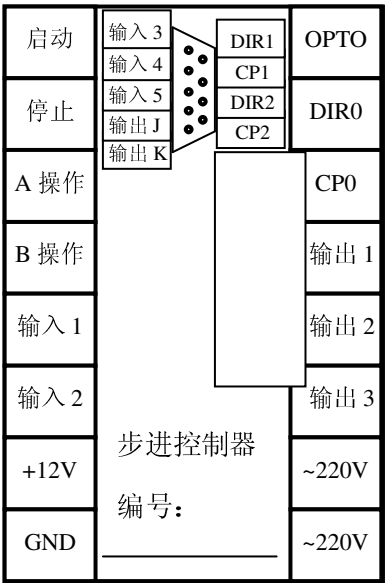 启动
停止
A 操作
B 操作
输入 1
输入 2
+12V
GND
输入 3
输入 4
输入 5
输出 J
输出 K
DIR1
CP1
DIR2
CP2
OPTO
DIR0
CP0
输出 1
输出 2
输出 3
~220V
~220V
步进控制器
编号：